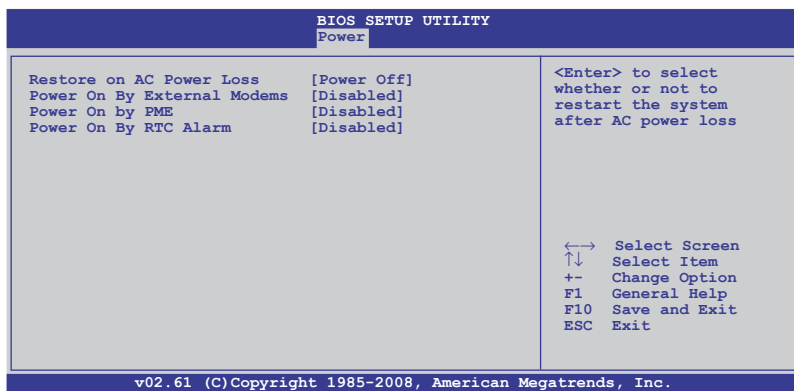 BIOS SETUP UTILITY
Power
Restore on AC Power Loss [Power Off]
Power On By External Modems [Disabled]
Power On by PME [Disabled]
Power On By RTC Alarm [Disabled]
<Enter> to select
whether or not to
restart the system
after AC power loss
←→ Select Screen
↑↓ Select Item
+- Change Option
F1 General Help
F10 Save and Exit
ESC Exit
v02.61 (C)Copyright 1985-2008, American Megatrends, Inc.